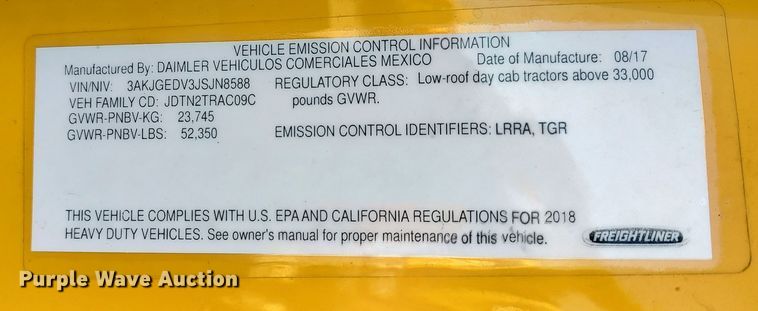 VEHICLE EMISSION CONTROL INFORMATION
Manufactured By: DAIMLER VEHICULOS COMERCIALES MEXICO Date of Manufacture: 08/17
VIN/NIV: 3AKJGEDV3JSJN8588 REGULATORY CLASS: Low-roof day cab tractors above 33,000
VEH FAMILY CD: JDTN2TRAC09C pounds GVWR.
GVWR-PNBV-KG: 23,745
GVWR-PNBV-LBS: 52,350 EMISSION CONTROL IDENTIFIERS: LRRA, TGR
THIS VEHICLE COMPLIES WITH U.S. EPA AND CALIFORNIA REGULATIONS FOR 2018
HEAVY DUTY VEHICLES. See owner's manual for proper maintenance of this vehicle. FREIGHTLINER
Purple Wave Auction